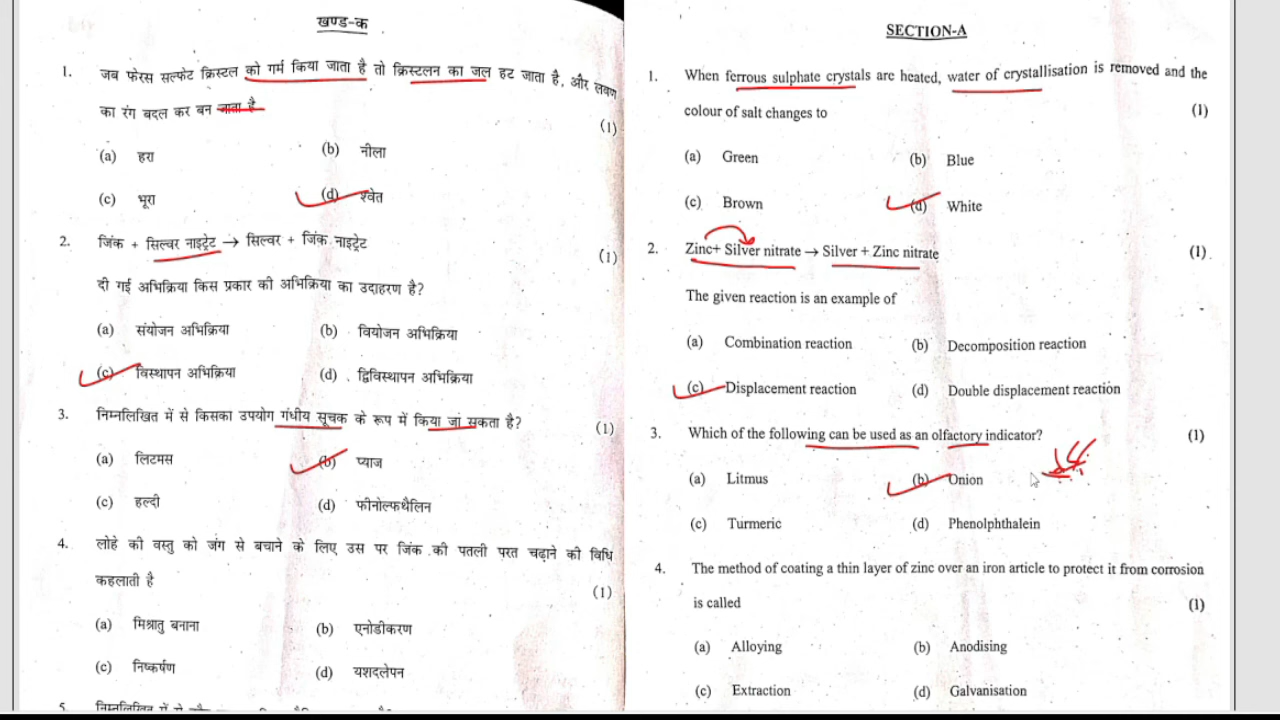 खण्ड-क
1. जब फेरस सल्फेट क्रिस्टल को गर्म किया जाता है तो क्रिस्टलन का जल हट जाता है, और लवण
का रंग बदल कर बन जाता है
(1)
(a) हरा (b) नीला
(c) भूरा (d) श्वेत
2. जिंक + सिल्वर नाइट्रेट → सिल्वर + जिंक नाइट्रेट (1)
दी गई अभिक्रिया किस प्रकार की अभिक्रिया का उदाहरण है?
(a) संयोजन अभिक्रिया (b) वियोजन अभिक्रिया
(c) विस्थापन अभिक्रिया (d) द्विविस्थापन अभिक्रिया
3. निम्नलिखित में से किसका उपयोग गंधीय सूचक के रूप में किया जा सकता है? (1)
(a) लिटमस (b) प्याज
(c) हल्दी (d) फीनोल्फथैलिन
4. लोहे की वस्तु को जंग से बचाने के लिए उस पर जिंक की पतली परत चढ़ाने की विधि
कहलाती है (1)
(a) मिश्रातु बनाना (b) एनोडीकरण
(c) निष्कर्षण (d) यशदलेपन
5. निम्नलिखित में से
SECTION-A
1. When ferrous sulphate crystals are heated, water of crystallisation is removed and the
colour of salt changes to (1)
(a) Green (b) Blue
(c) Brown (d) White
2. Zinc+ Silver nitrate → Silver + Zinc nitrate (1)
The given reaction is an example of
(a) Combination reaction (b) Decomposition reaction
(c) Displacement reaction (d) Double displacement reaction
3. Which of the following can be used as an olfactory indicator? (1)
(a) Litmus (b) Onion
(c) Turmeric (d) Phenolphthalein
4. The method of coating a thin layer of zinc over an iron article to protect it from corrosion
is called (1)
(a) Alloying (b) Anodising
(c) Extraction (d) Galvanisation